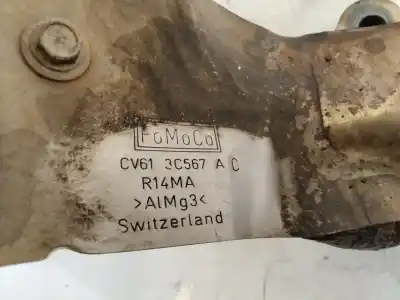 FoMoCo
CV61 3C567 A C
R14MA
>AlMg3<
Switzerland